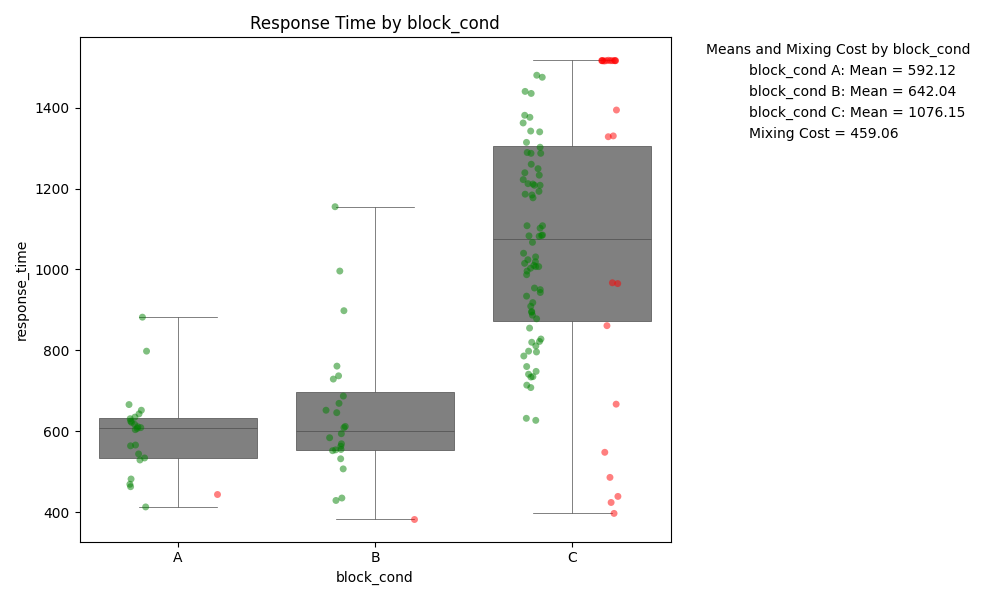 Response Time by block_cond
Means and Mixing Cost by block_cond
block_cond A: Mean = 592.12
block_cond B: Mean = 642.04
block_cond C: Mean = 1076.15
Mixing Cost = 459.06
response_time
1400
1200
1000
800
600
400
A B C
block_cond